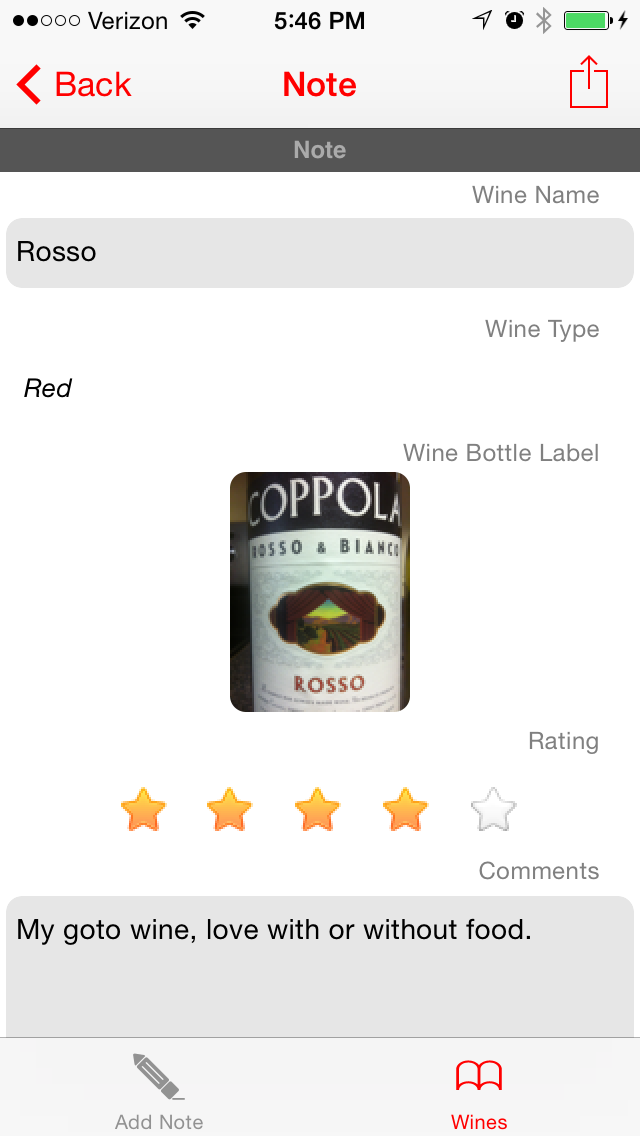 Verizon 5:46 PM
Back Note
Note
Wine Name
Rosso
Wine Type
Red
Wine Bottle Label
COPPOLA
ROSSO & BIANCO
ROSSO
Rating
Comments
My goto wine, love with or without food.
Add Note Wines